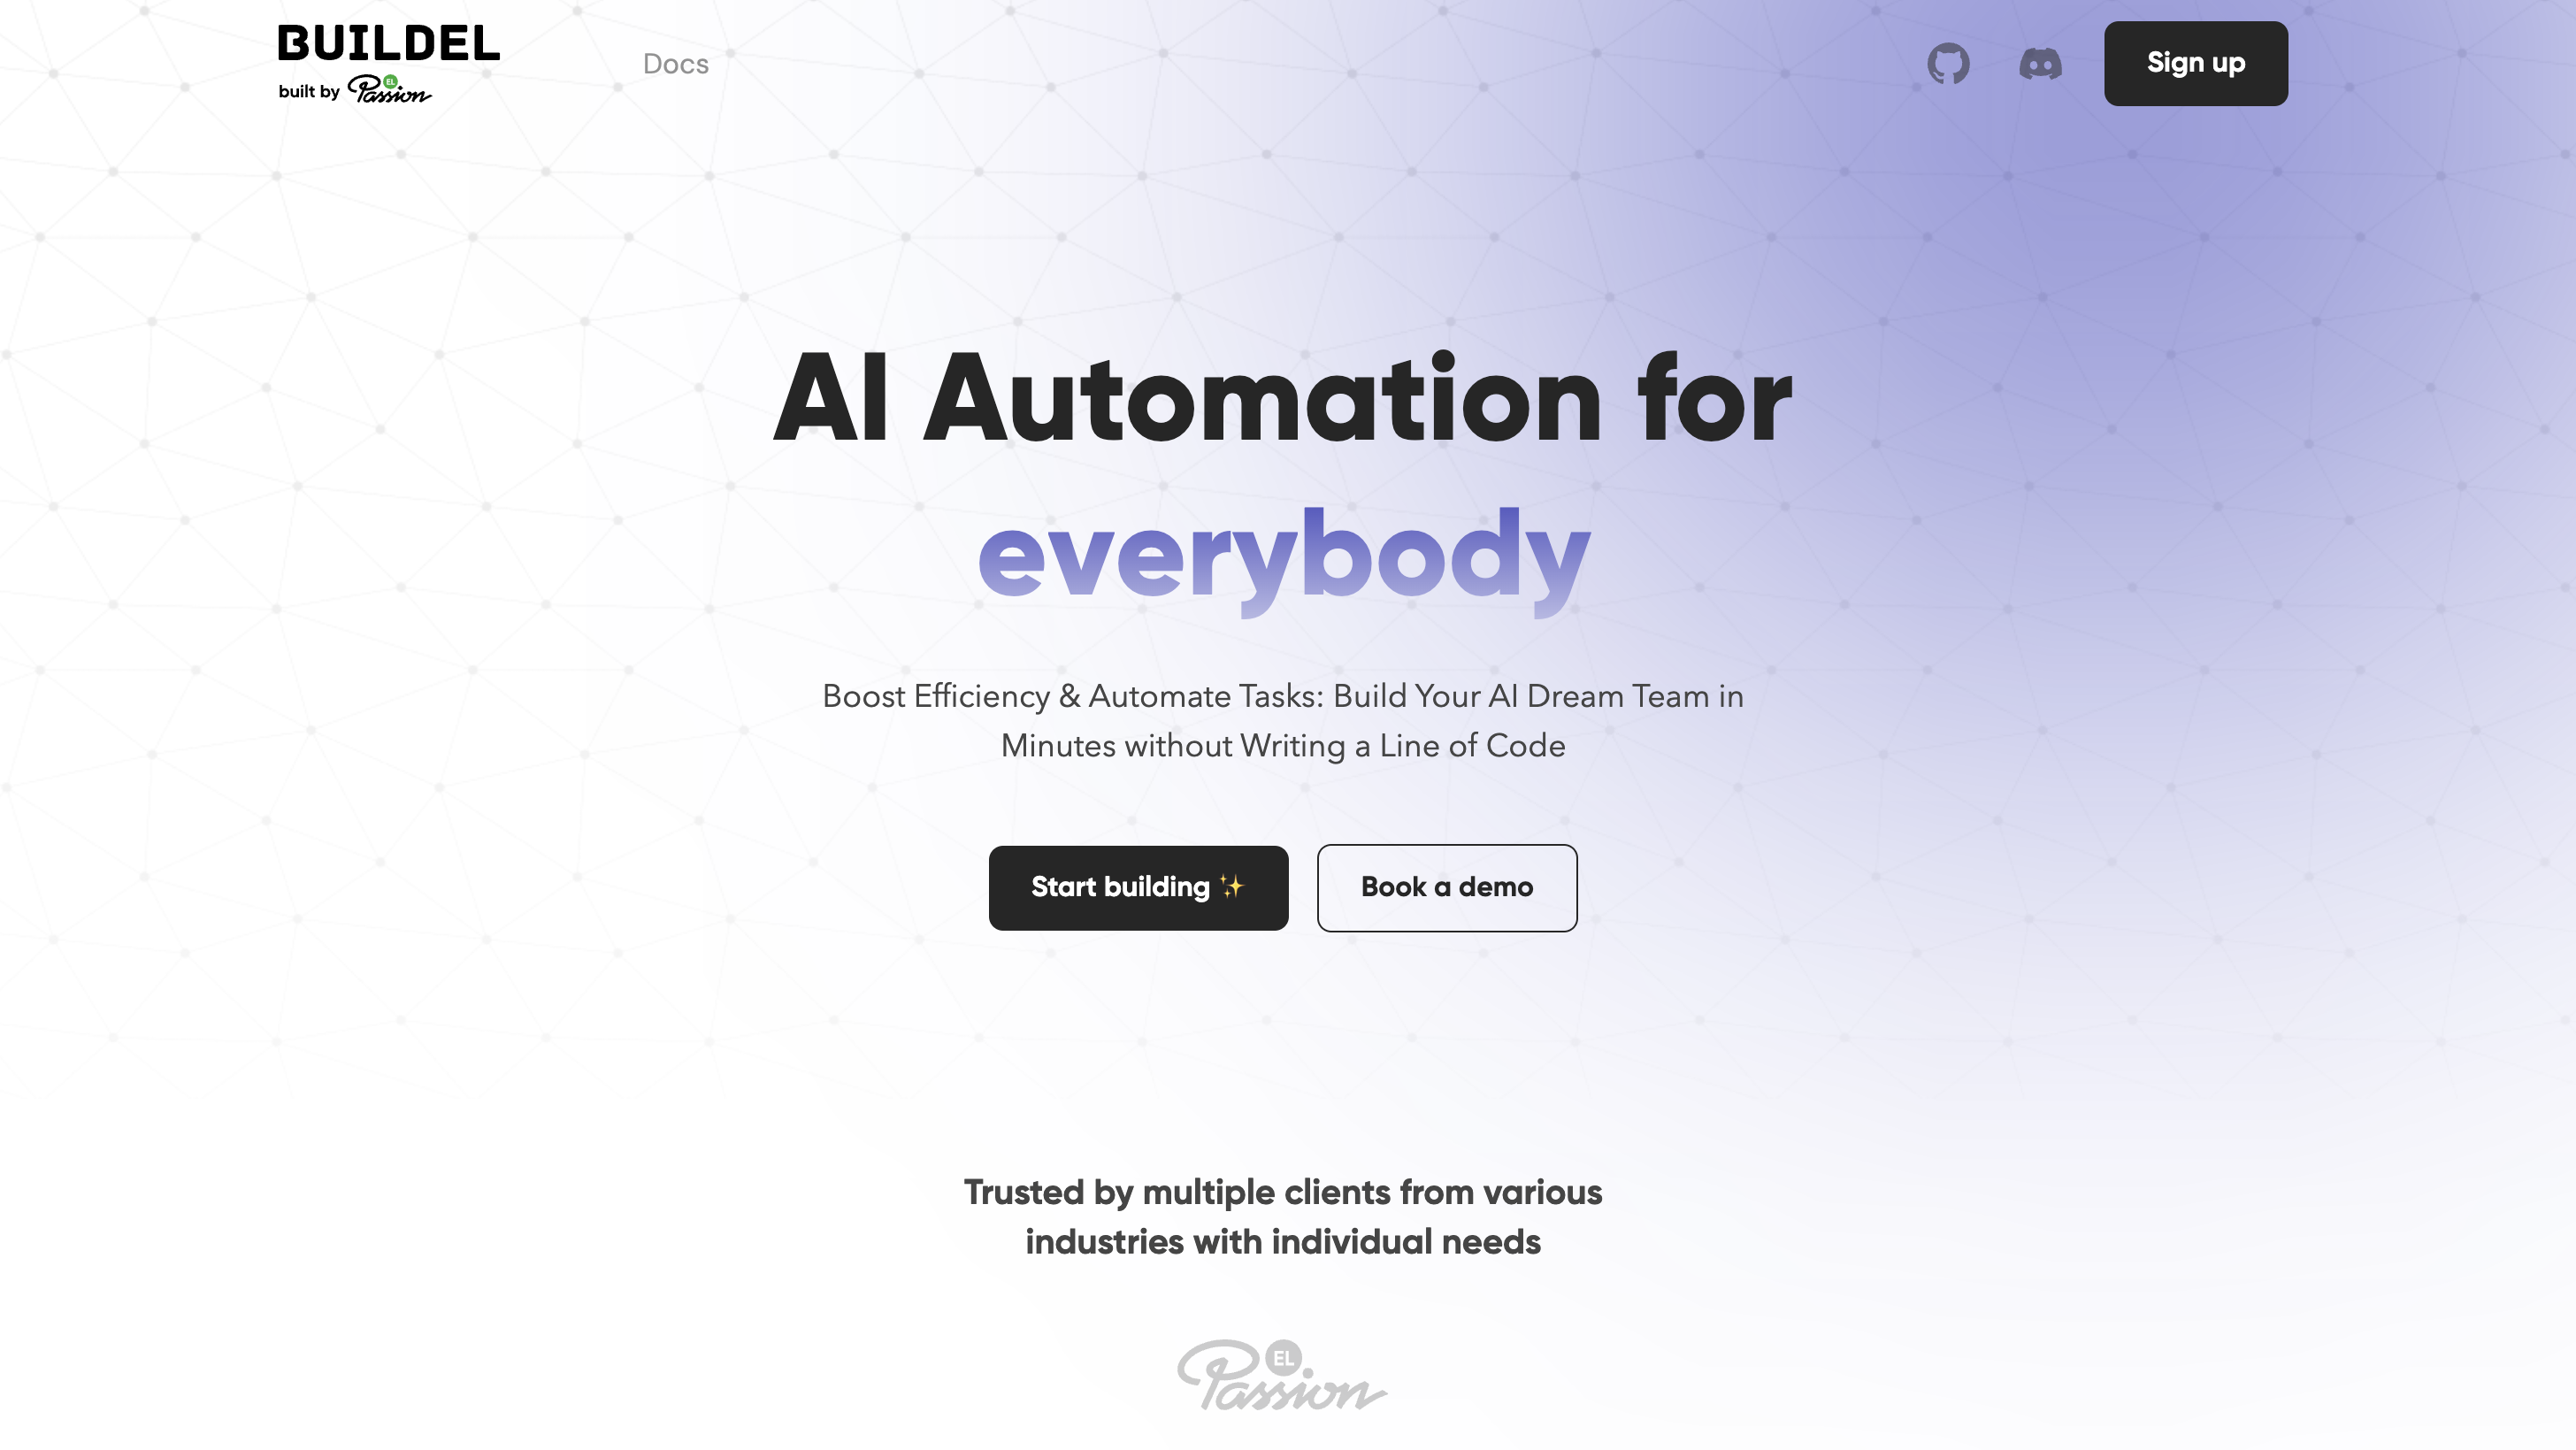 BUILDEL
built by EL Passion
Docs
Sign up
AI Automation for
everybody
Boost Efficiency & Automate Tasks: Build Your AI Dream Team in
Minutes without Writing a Line of Code
Start building ✨
Book a demo
Trusted by multiple clients from various
industries with individual needs
EL Passion